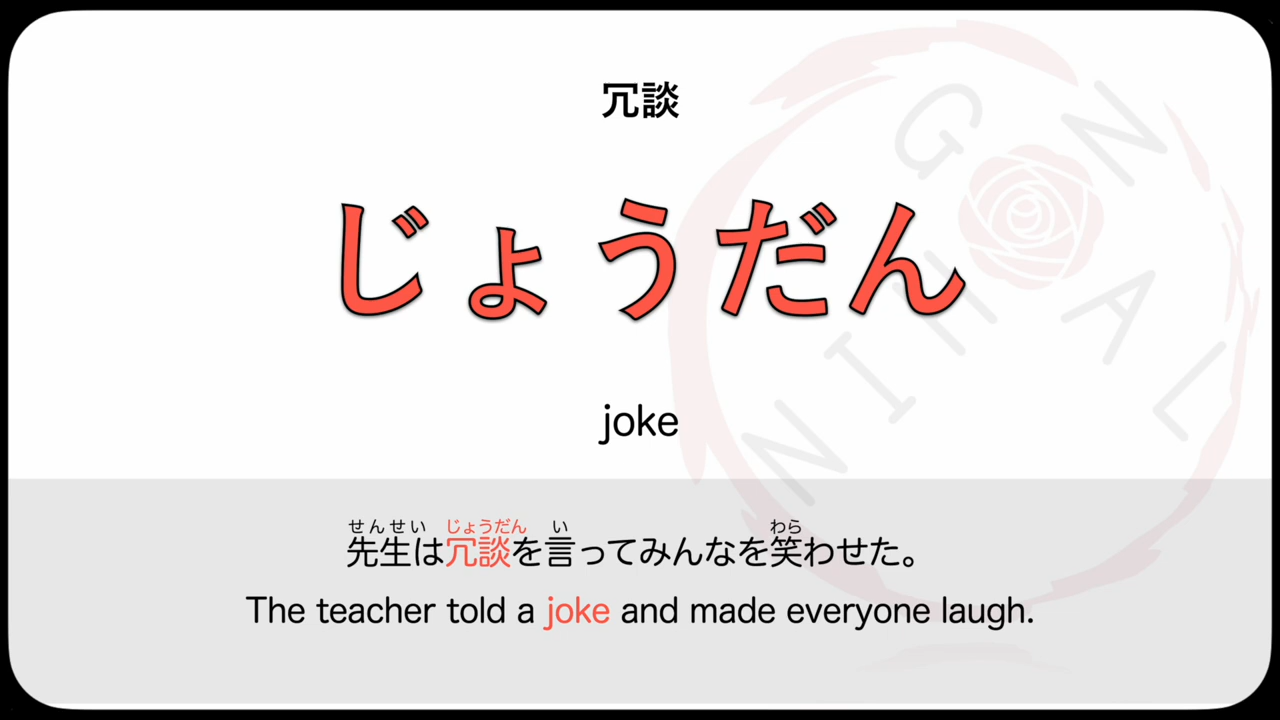 冗談
じょうだん
joke
せんせい じょうだん い わら
先生は冗談を言ってみんなを笑わせた。
The teacher told a joke and made everyone laugh.
NIHON
GAL